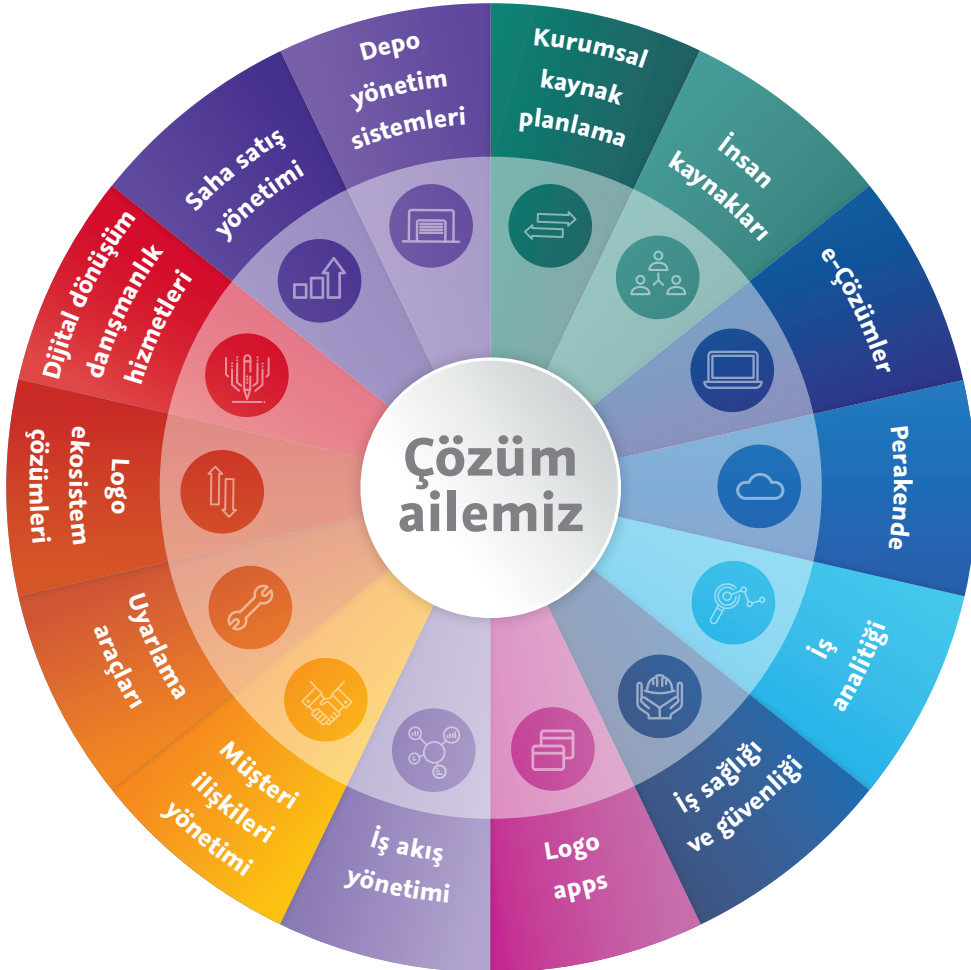 Çözüm
ailemiz
Kurumsal
kaynak
planlama
İnsan
kaynakları
e-Çözümler
Perakende
İş
analitiği
İş sağlığı
ve güvenliği
Logo
apps
İş akış
yönetimi
Müşteri
ilişkileri
yönetimi
Uyarlama
araçları
Logo
ekosistem
çözümleri
Dijital dönüşüm
danışmanlık
hizmetleri
Saha satış
yönetimi
Depo
yönetim
sistemleri